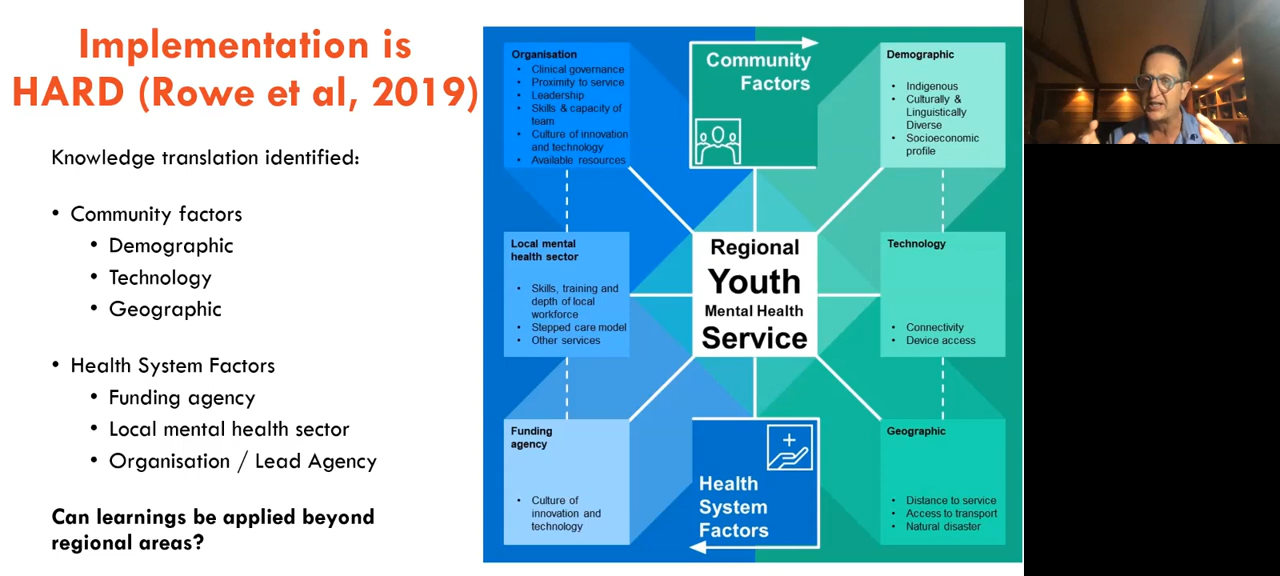 Implementation is
HARD (Rowe et al, 2019)
Knowledge translation identified:
• Community factors
• Demographic
• Technology
• Geographic
• Health System Factors
• Funding agency
• Local mental health sector
• Organisation / Lead Agency
Can learnings be applied beyond
regional areas?
Organisation
• Clinical governance
• Proximity to service
• Leadership
• Skills & capacity of
team
• Culture of innovation
and technology
• Available resources
Community
Factors
Demographic
• Indigenous
• Culturally &
Linguistically
Diverse
• Socioeconomic
profile
Local mental
health sector
• Skills, training and
depth of local
workforce
• Stepped care model
• Other services
Regional
Youth
Mental Health
Service
Technology
• Connectivity
• Device access
Funding
agency
• Culture of
innovation and
technology
Health
System
Factors
Geographic
• Distance to service
• Access to transport
• Natural disaster